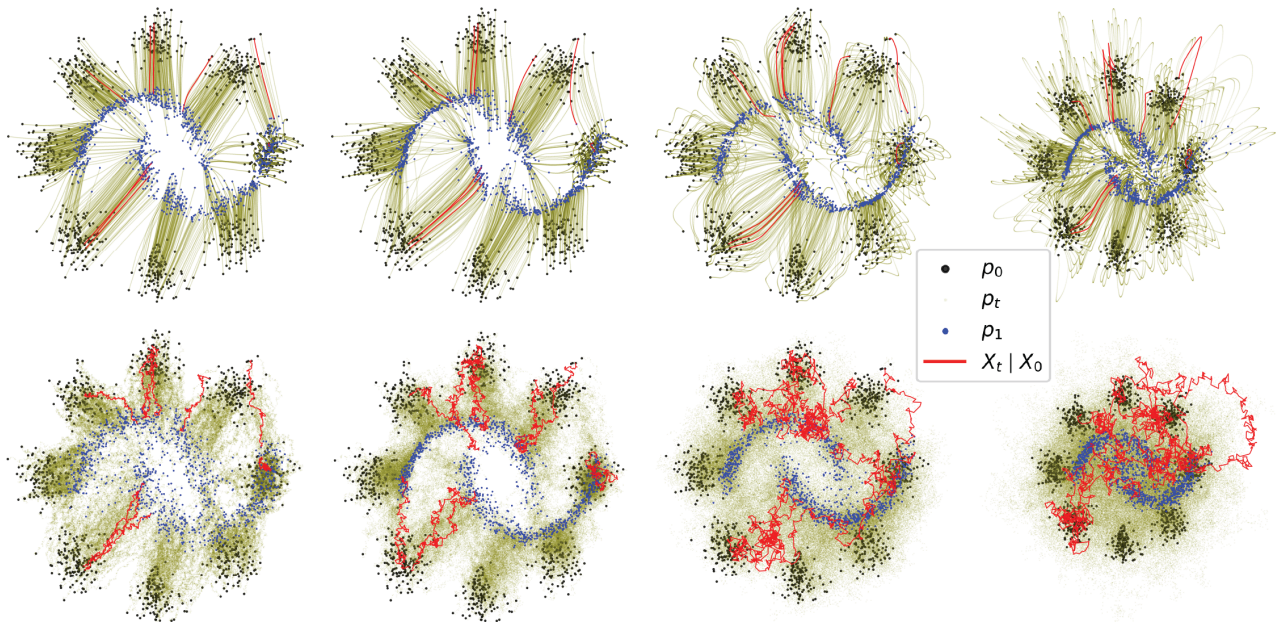 p₀
pₜ
p₁
Xₜ | X₀